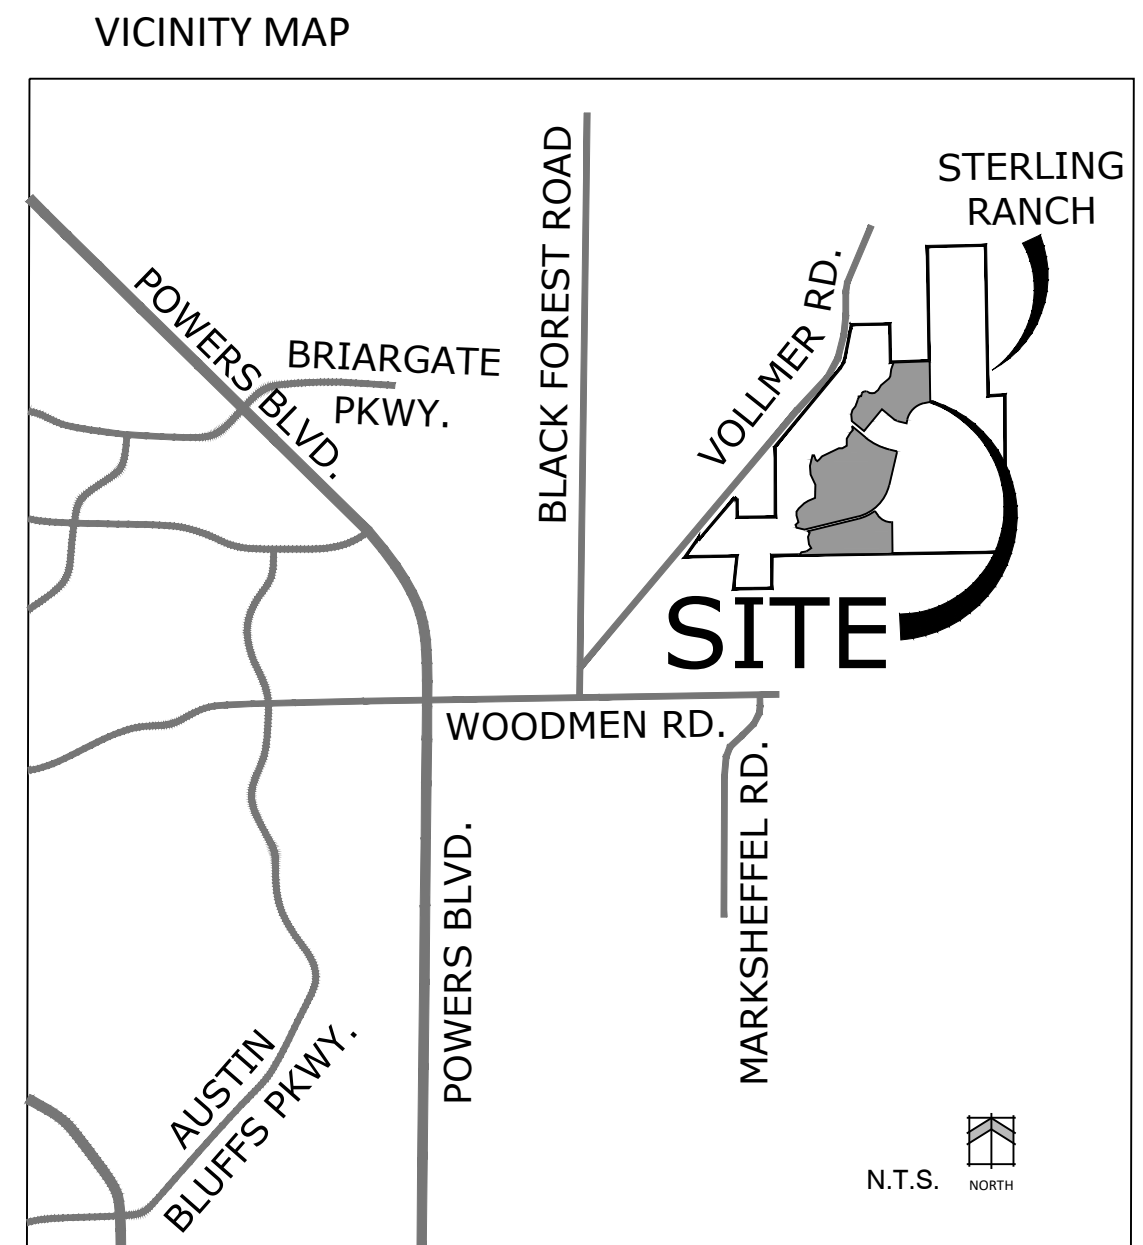 VICINITY MAP
STERLING
RANCH
BLACK FOREST ROAD
VOLLMER RD.
POWERS BLVD.
BRIARGATE
PKWY.
SITE
WOODMEN RD.
MARKSHEFFEL RD.
POWERS BLVD.
AUSTIN
BLUFFS PKWY.
N.T.S.
NORTH